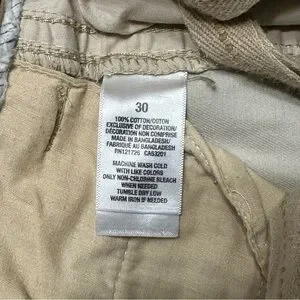 30
100% COTTON/COTON
EXCLUSIVE OF DECORATION/
DÉCORATION NON COMPRISE
MADE IN BANGLADESH/
FABRIQUÉ AU BANGLADESH
RN121726 CA53201
MACHINE WASH COLD
WITH LIKE COLORS
ONLY NON-CHLORINE BLEACH
WHEN NEEDED
TUMBLE DRY LOW
WARM IRON IF NEEDED